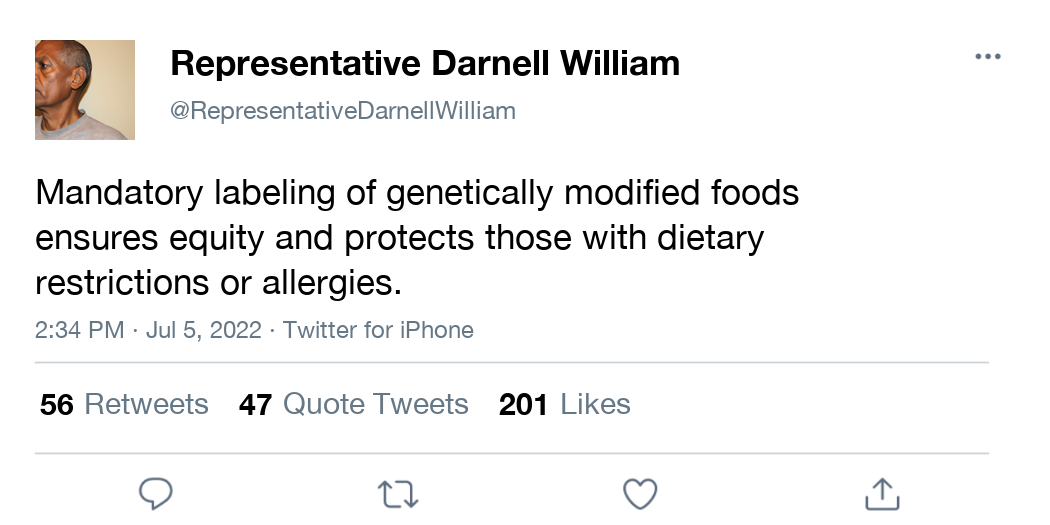 Representative Darnell William
@RepresentativeDarnellWilliam
Mandatory labeling of genetically modified foods
ensures equity and protects those with dietary
restrictions or allergies.
2:34 PM · Jul 5, 2022 · Twitter for iPhone
56 Retweets 47 Quote Tweets 201 Likes